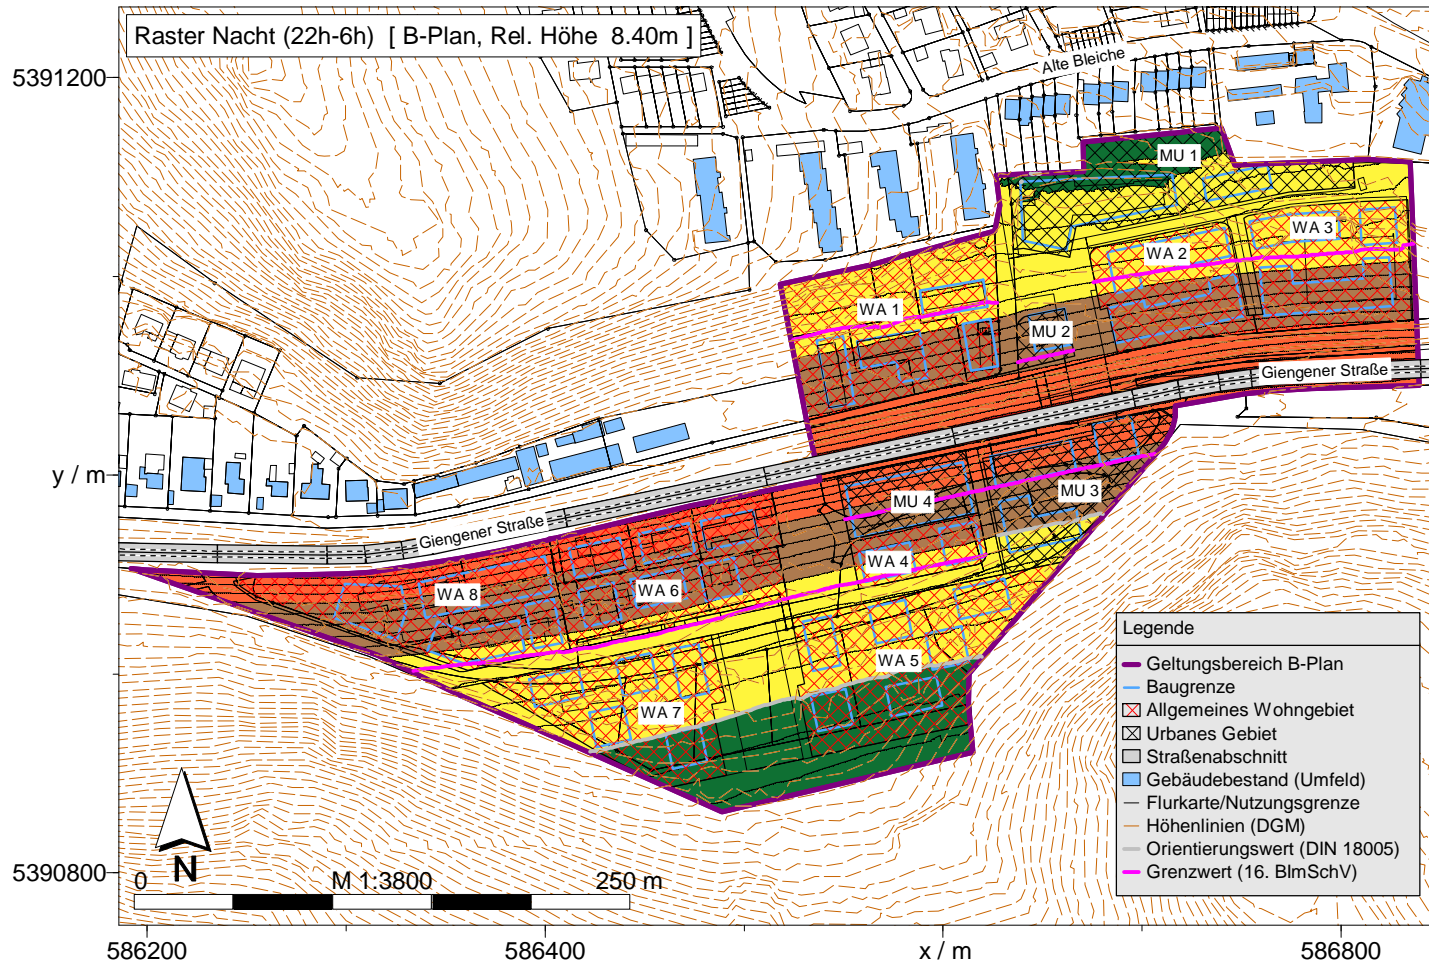 Raster Nacht (22h-6h) [ B-Plan, Rel. Höhe 8.40m ]
5391200
Alte Bleiche
MU 1
WA 3
WA 2
WA 1
MU 2
Giengener Straße
y / m
MU 3
MU 4
Giengener Straße
WA 4
WA 6
WA 8
WA 5
WA 7
Legende
Geltungsbereich B-Plan
Baugrenze
Allgemeines Wohngebiet
Urbanes Gebiet
Straßenabschnitt
Gebäudebestand (Umfeld)
Flurkarte/Nutzungsgrenze
Höhenlinien (DGM)
Orientierungswert (DIN 18005)
Grenzwert (16. BImSchV)
N
5390800
0 M 1:3800 250 m
586200 586400 x / m 586800